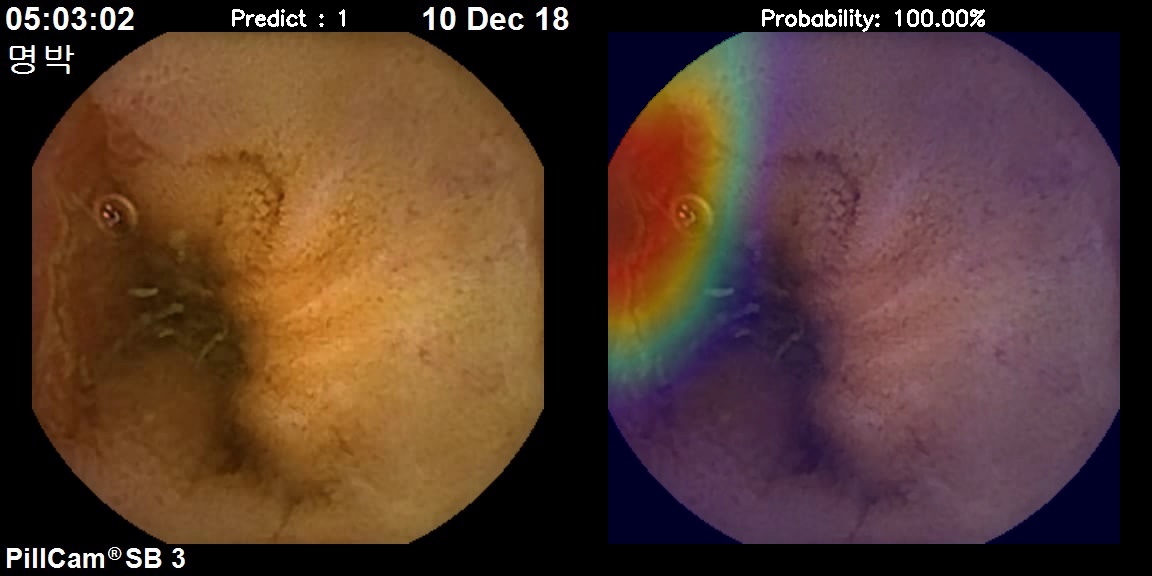 05:03:02
Predict : 1
10 Dec 18
Probability: 100.00%
명박
PillCam® SB 3